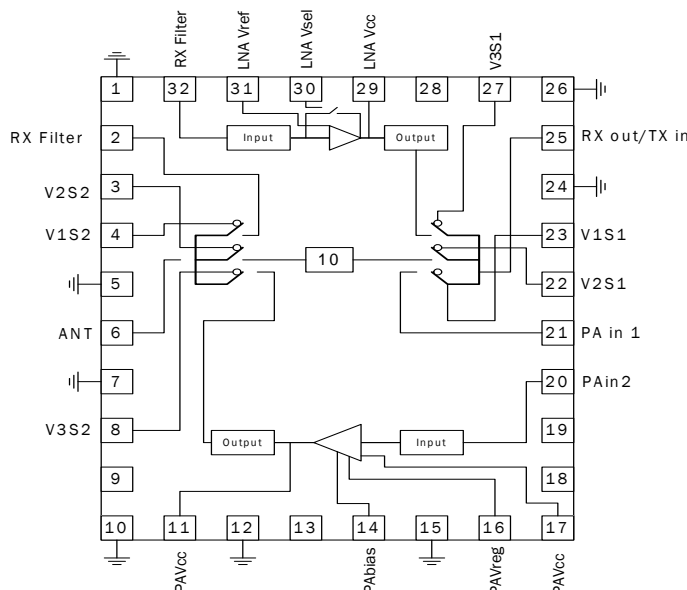 RX Filter
LNA Vref
LNA Vsel
LNA Vcc
V3S1
1
32
31
30
29
28
27
26
RX Filter
2
Input
Output
25
RX out/TX in
V2S2
3
24
V1S2
4
23
V1S1
5
10
22
V2S1
ANT
6
21
PA in 1
7
20
PAin2
V3S2
8
Output
Input
19
9
18
10
11
12
13
14
15
16
17
PAVcc
PAbias
PAVreg
PAVcc